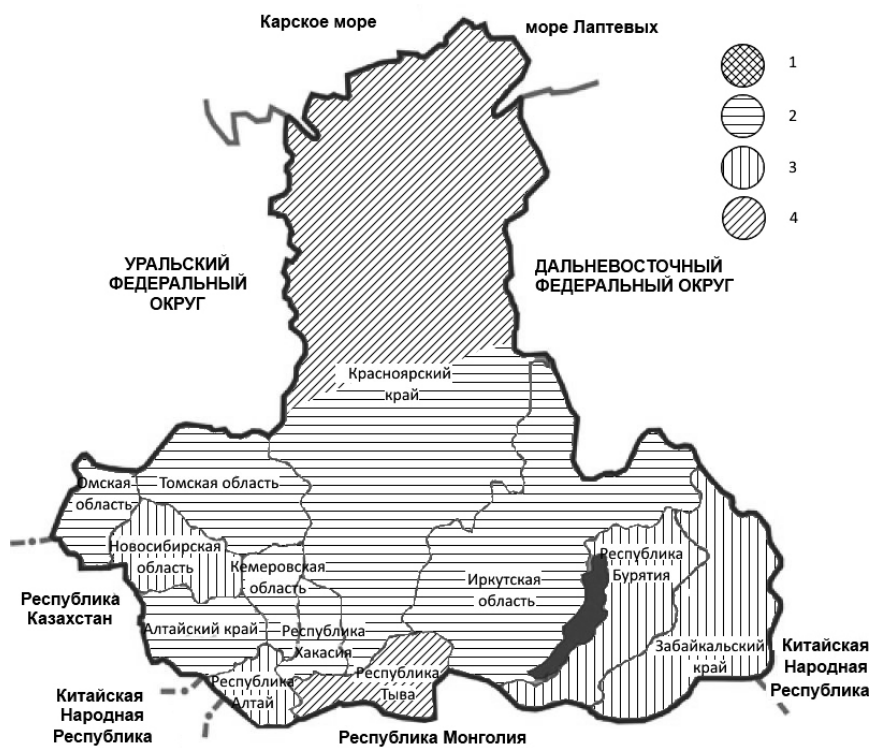 Карское море
море Лаптевых
1
2
3
4
УРАЛЬСКИЙ
ФЕДЕРАЛЬНЫЙ
ОКРУГ
ДАЛЬНЕВОСТОЧНЫЙ
ФЕДЕРАЛЬНЫЙ ОКРУГ
Красноярский
край
Омская
область
Томская область
Новосибирская
область
Кемеровская
область
Иркутская
область
Республика
Бурятия
Республика
Казахстан
Алтайский край
Республика
Хакасия
Забайкальский
край
Республика
Алтай
Республика
Тыва
Китайская
Народная
Республика
Китайская
Народная
Республика
Республика Монголия